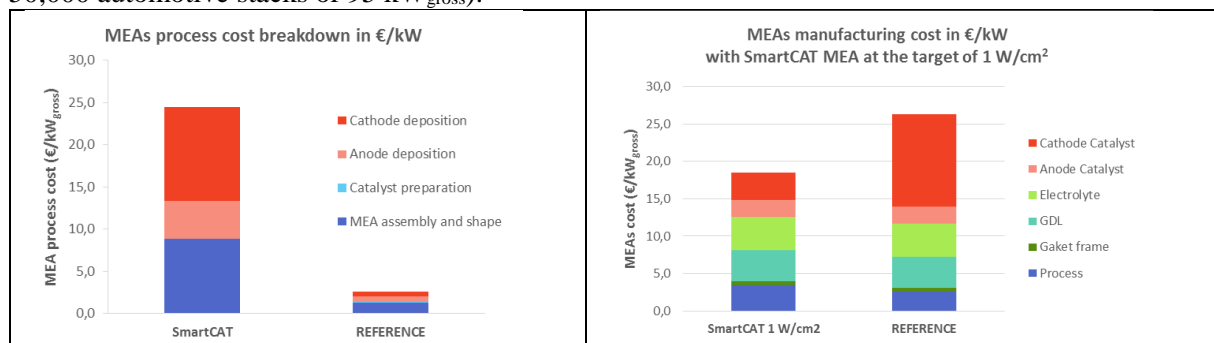 30,000 automotive stacks of 95 kWgross).
MEAs process cost breakdown in €/kW
MEA process cost (€/kWgross)
30,0
25,0
20,0
15,0
10,0
5,0
0,0
Cathode deposition
Anode deposition
Catalyst preparation
MEA assembly and shape
SmartCAT
REFERENCE
MEAs manufacturing cost in €/kW
with SmartCAT MEA at the target of 1 W/cm²
MEAs cost (€/kWgross)
30,0
25,0
20,0
15,0
10,0
5,0
0,0
Cathode Catalyst
Anode Catalyst
Electrolyte
GDL
Gaket frame
Process
SmartCAT 1 W/cm2
REFERENCE